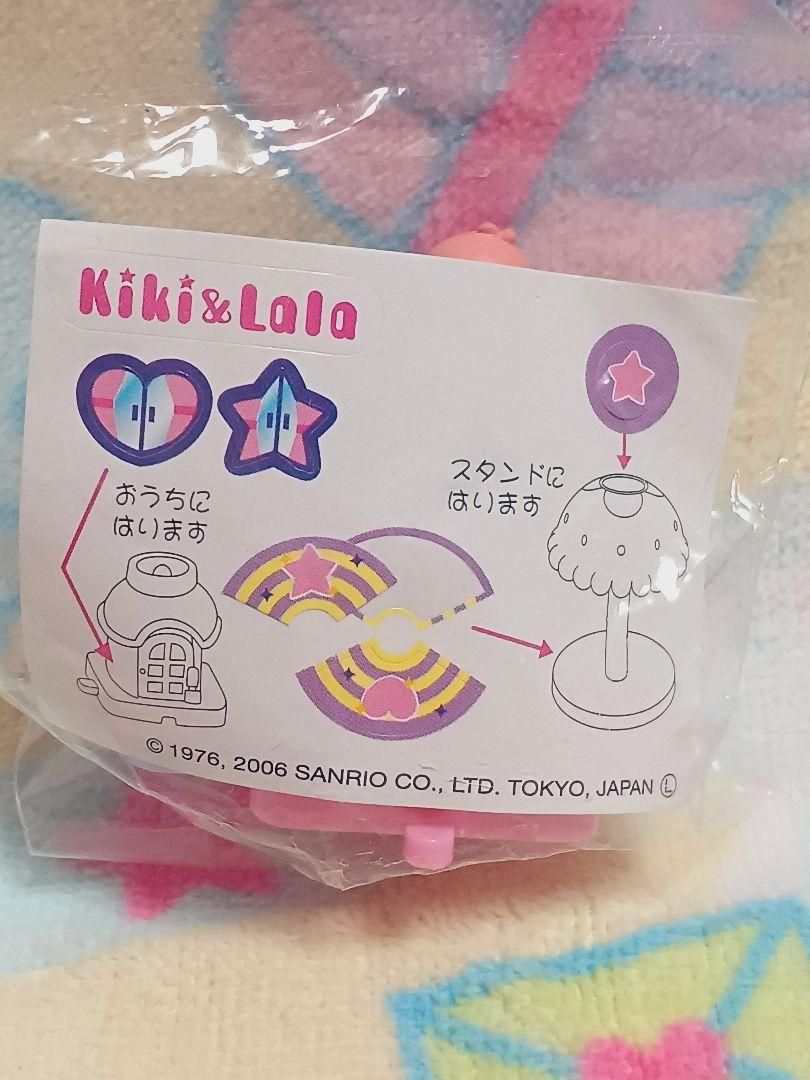 Kiki&Lala
おうちに
はります
スタンドに
はります
© 1976, 2006 SANRIO CO., LTD. TOKYO, JAPAN Ⓛ